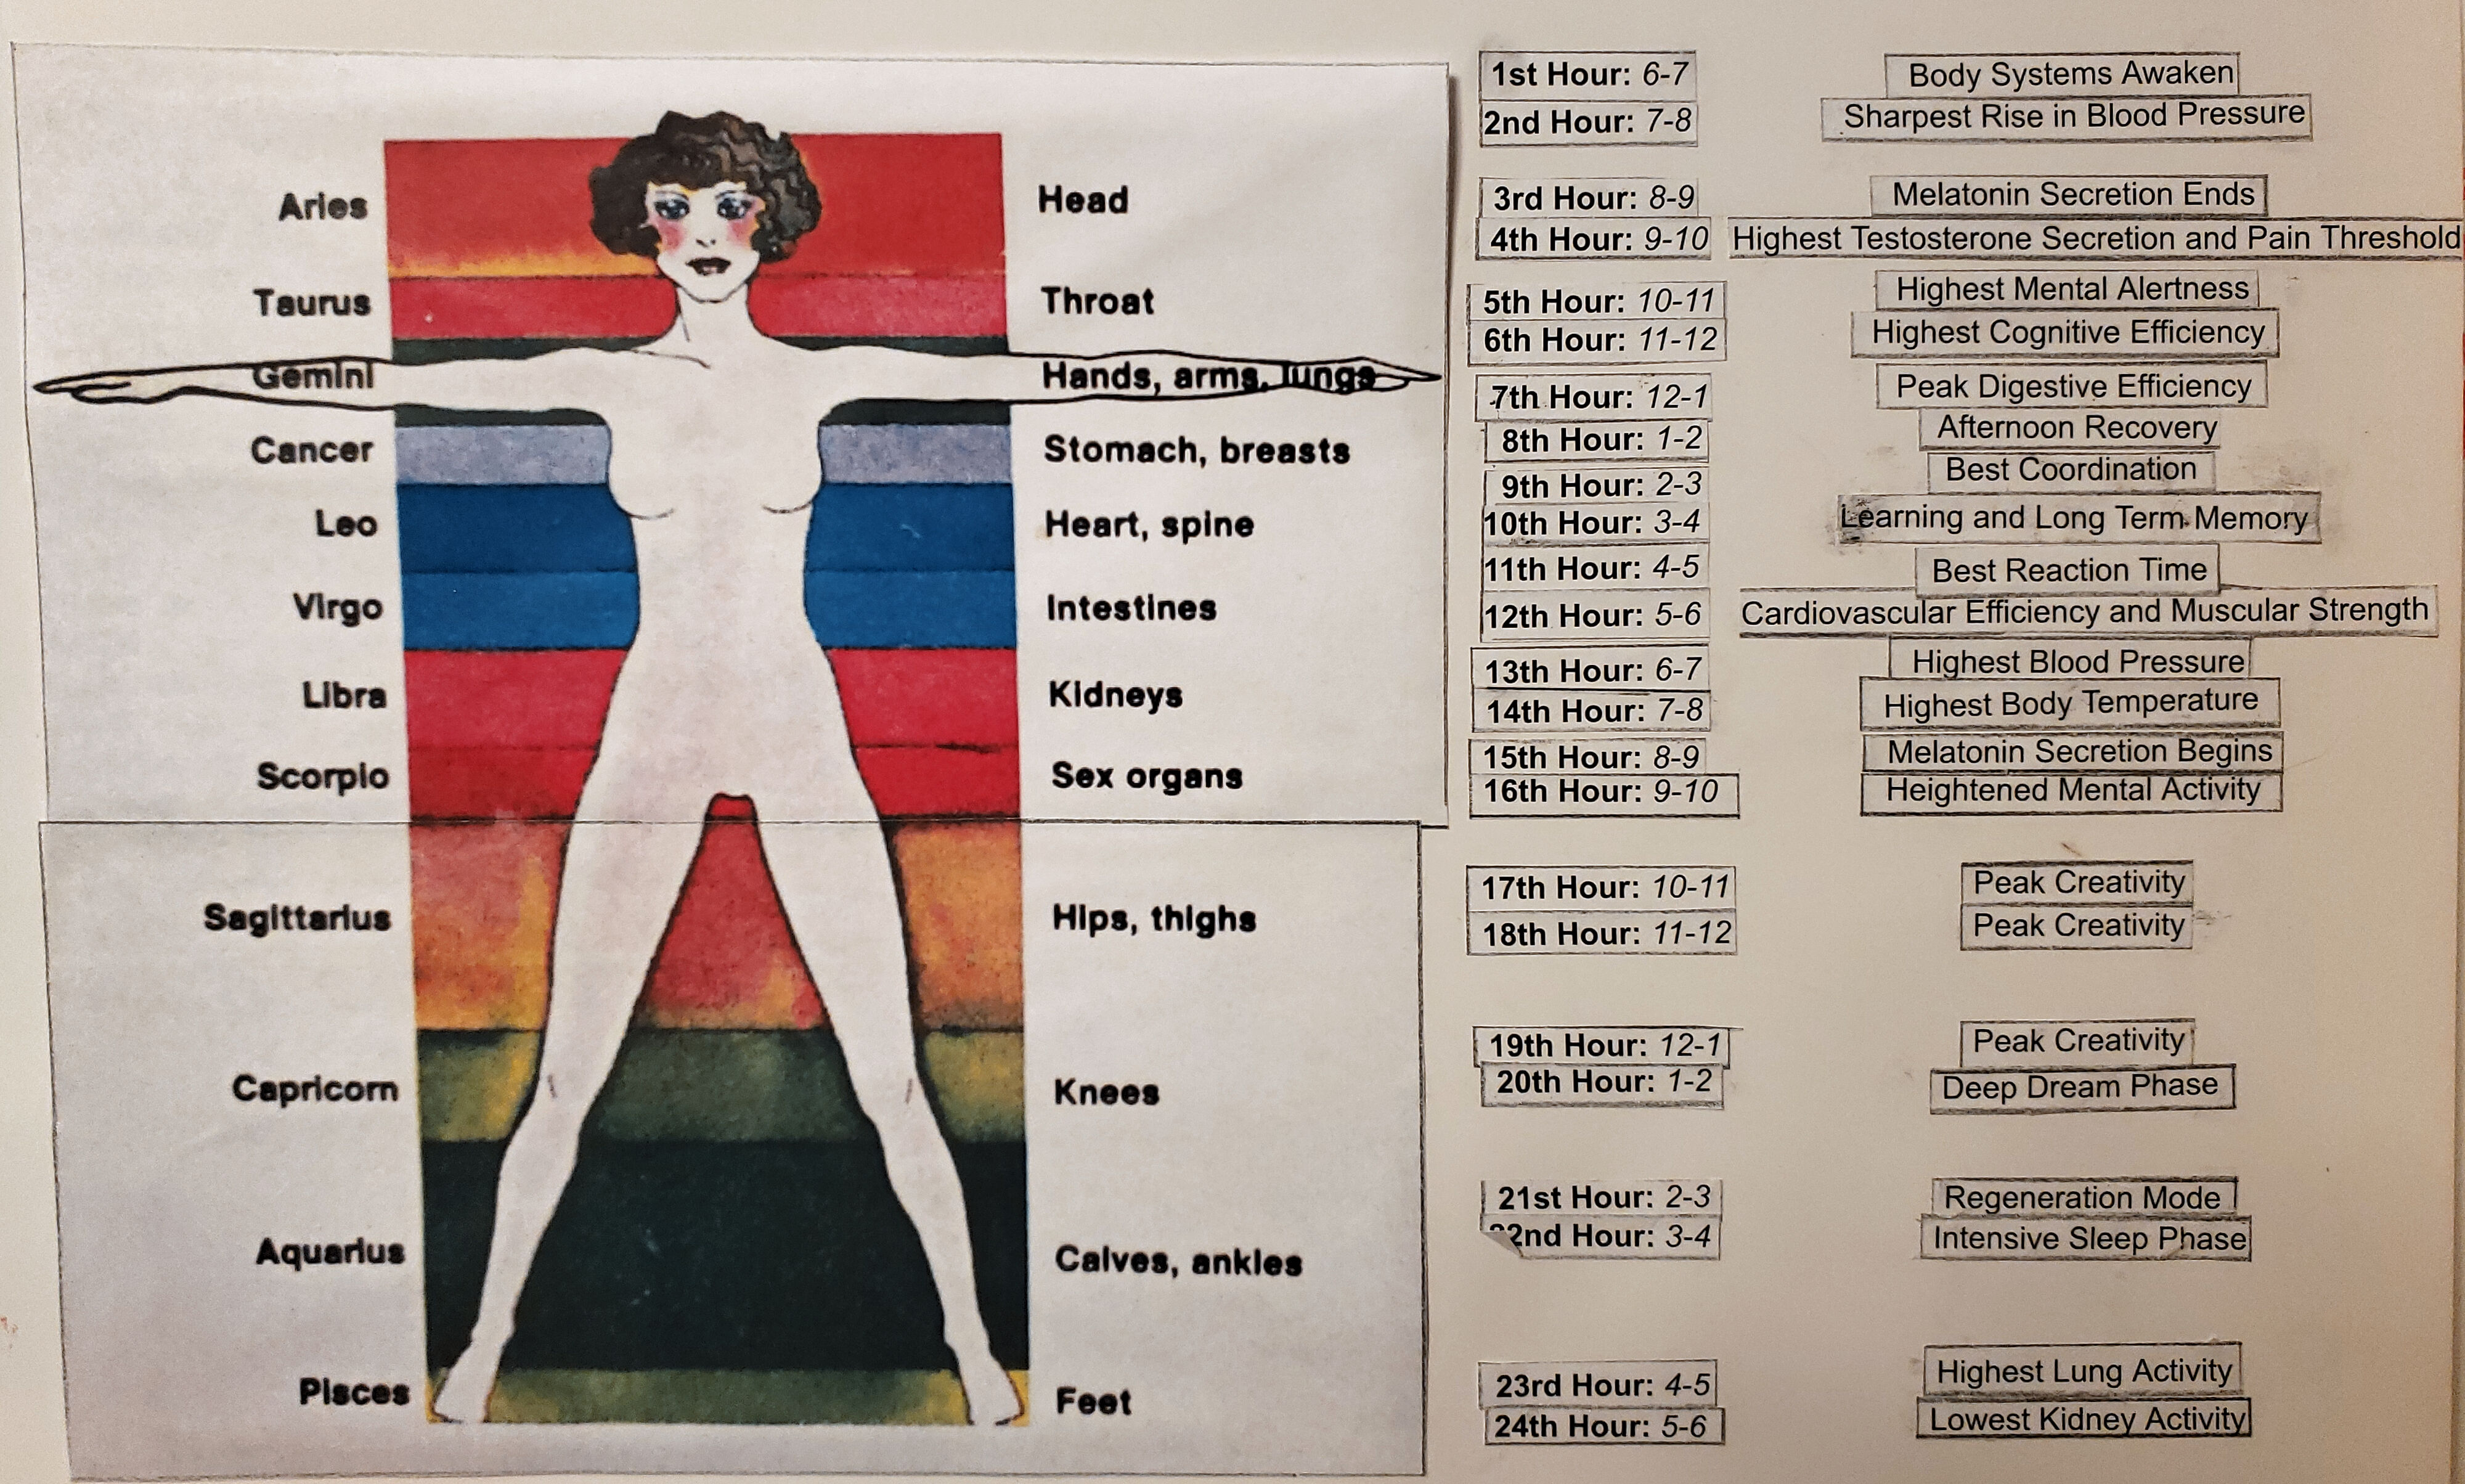 Aries
Head
Taurus
Throat
Gemini
Hands, arms, lungs
Cancer
Stomach, breasts
Leo
Heart, spine
Virgo
Intestines
Libra
Kidneys
Scorpio
Sex organs
Sagittarius
Hips, thighs
Capricorn
Knees
Aquarius
Calves, ankles
Pisces
Feet
1st Hour: 6-7 Body Systems Awaken
2nd Hour: 7-8 Sharpest Rise in Blood Pressure
3rd Hour: 8-9 Melatonin Secretion Ends
4th Hour: 9-10 Highest Testosterone Secretion and Pain Threshold
5th Hour: 10-11 Highest Mental Alertness
6th Hour: 11-12 Highest Cognitive Efficiency
7th Hour: 12-1 Peak Digestive Efficiency
8th Hour: 1-2 Afternoon Recovery
9th Hour: 2-3 Best Coordination
10th Hour: 3-4 Learning and Long Term Memory
11th Hour: 4-5 Best Reaction Time
12th Hour: 5-6 Cardiovascular Efficiency and Muscular Strength
13th Hour: 6-7 Highest Blood Pressure
14th Hour: 7-8 Highest Body Temperature
15th Hour: 8-9 Melatonin Secretion Begins
16th Hour: 9-10 Heightened Mental Activity
17th Hour: 10-11 Peak Creativity
18th Hour: 11-12 Peak Creativity
19th Hour: 12-1 Peak Creativity
20th Hour: 1-2 Deep Dream Phase
21st Hour: 2-3 Regeneration Mode
22nd Hour: 3-4 Intensive Sleep Phase
23rd Hour: 4-5 Highest Lung Activity
24th Hour: 5-6 Lowest Kidney Activity